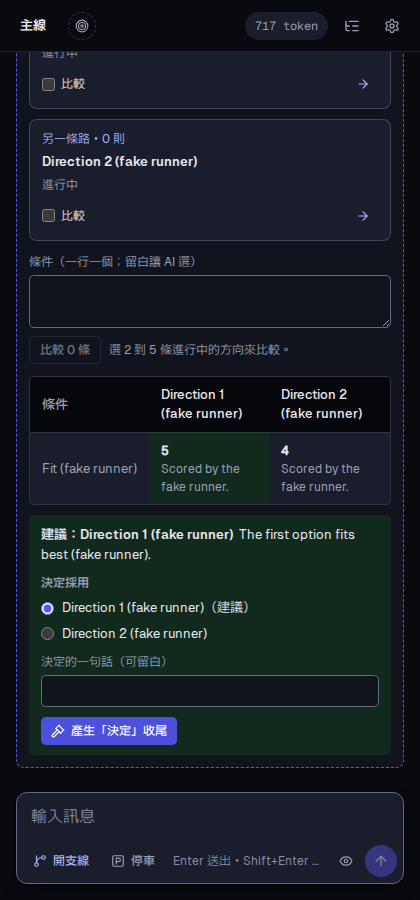 主線
717 token
進行中
比較
另一條路・0 則
Direction 2 (fake runner)
進行中
比較
條件（一行一個；留白讓 AI 選）
比較 0 條
選 2 到 5 條進行中的方向來比較。
條件
Direction 1 (fake runner)
Direction 2 (fake runner)
Fit (fake runner)
5
Scored by the fake runner.
4
Scored by the fake runner.
建議：Direction 1 (fake runner) The first option fits
best (fake runner).
決定採用
Direction 1 (fake runner)（建議）
Direction 2 (fake runner)
決定的一句話（可留白）
產生「決定」收尾
輸入訊息
開支線
P 停車
Enter 送出・Shift+Enter ...